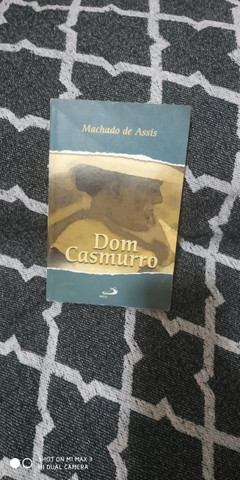 Machado de Assis
Dom
Casmurro
SHOT ON MI MAX 3
MI DUAL CAMERA